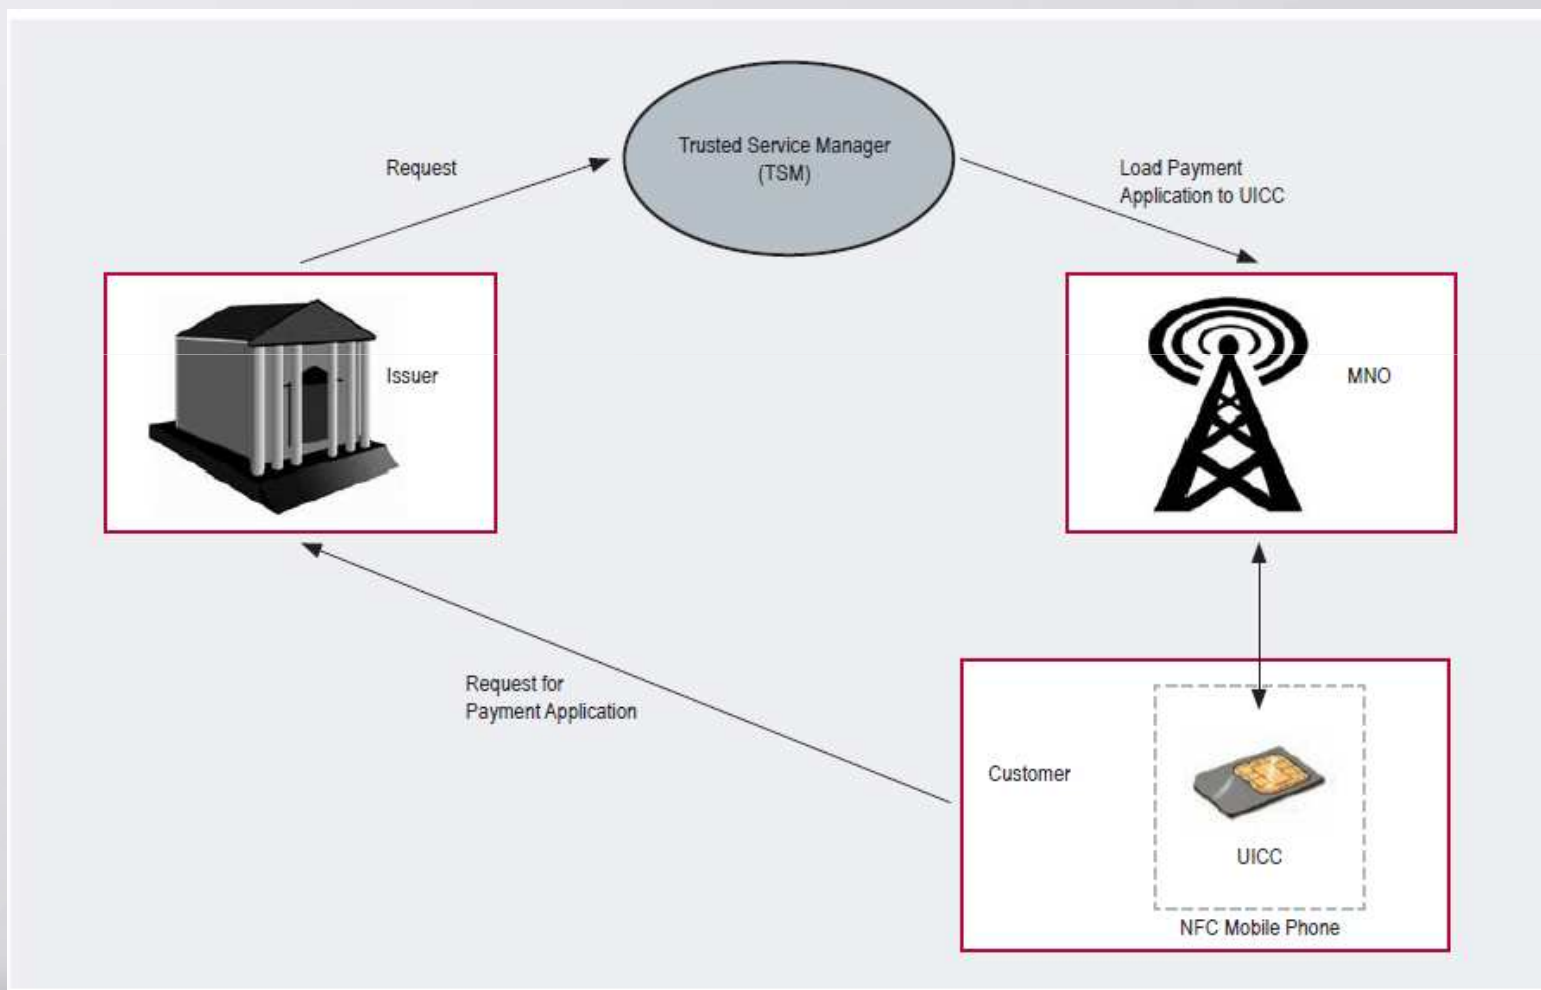 Trusted Service Manager
(TSM)
Request
Load Payment
Application to UICC
Issuer
MNO
Request for
Payment Application
Customer
UICC
NFC Mobile Phone